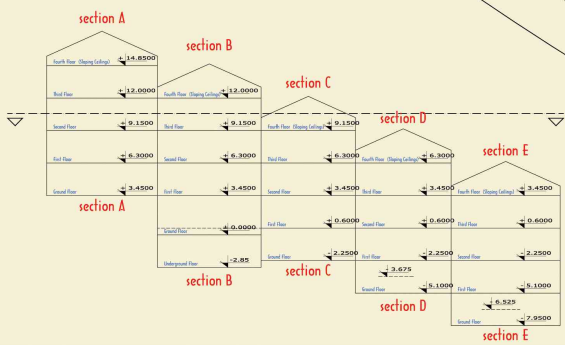 section A
Fourth Floor (Sloping Ceilings) + 14.8500
Third Floor + 12.0000
Second Floor + 9.1500
First Floor + 6.3000
Ground Floor + 3.4500
section A
section B
Fourth Floor (Sloping Ceilings) + 12.0000
Third Floor + 9.1500
Second Floor + 6.3000
First Floor + 3.4500
Ground Floor ± 0.0000
Underground Floor -2.85
section B
section C
Fourth Floor (Sloping Ceilings) + 9.1500
Third Floor + 6.3000
Second Floor + 3.4500
First Floor + 0.6000
Ground Floor - 2.2500
section C
section D
Fourth Floor (Sloping Ceilings) + 6.3000
Third Floor + 3.4500
Second Floor + 0.6000
First Floor - 2.2500
- 3.675
Ground Floor - 5.1000
section D
section E
Fourth Floor (Sloping Ceilings) + 3.4500
Third Floor + 0.6000
Second Floor - 2.2500
First Floor - 5.1000
- 6.525
Ground Floor - 7.9500
section E